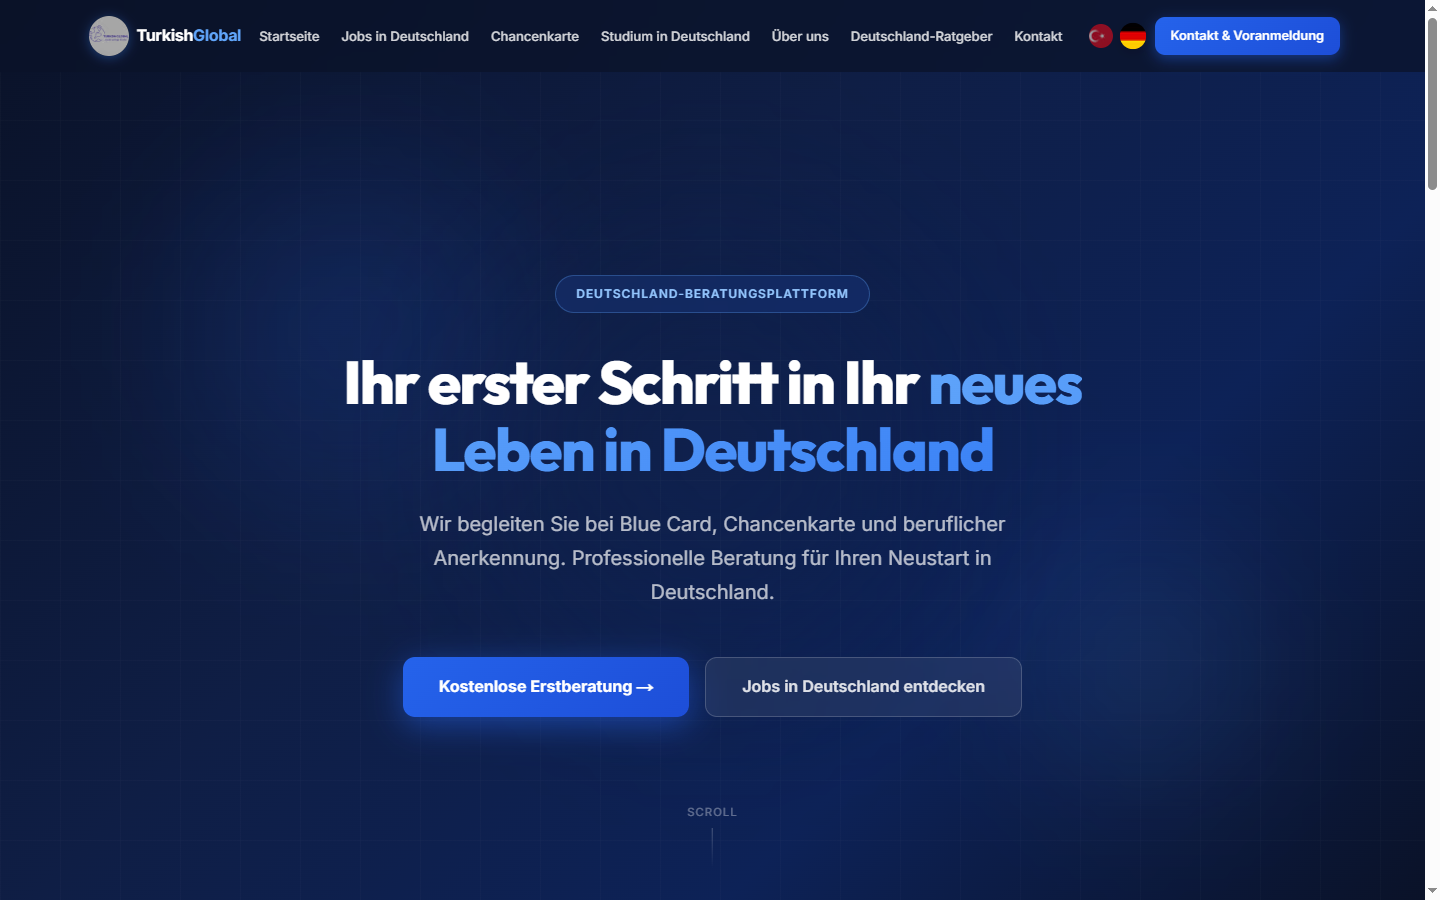 TurkishGlobal
Startseite
Jobs in Deutschland
Chancenkarte
Studium in Deutschland
Über uns
Deutschland-Ratgeber
Kontakt
Kontakt & Voranmeldung
DEUTSCHLAND-BERATUNGSPLATTFORM
Ihr erster Schritt in Ihr neues
Leben in Deutschland
Wir begleiten Sie bei Blue Card, Chancenkarte und beruflicher
Anerkennung. Professionelle Beratung für Ihren Neustart in
Deutschland.
Kostenlose Erstberatung →
Jobs in Deutschland entdecken
SCROLL